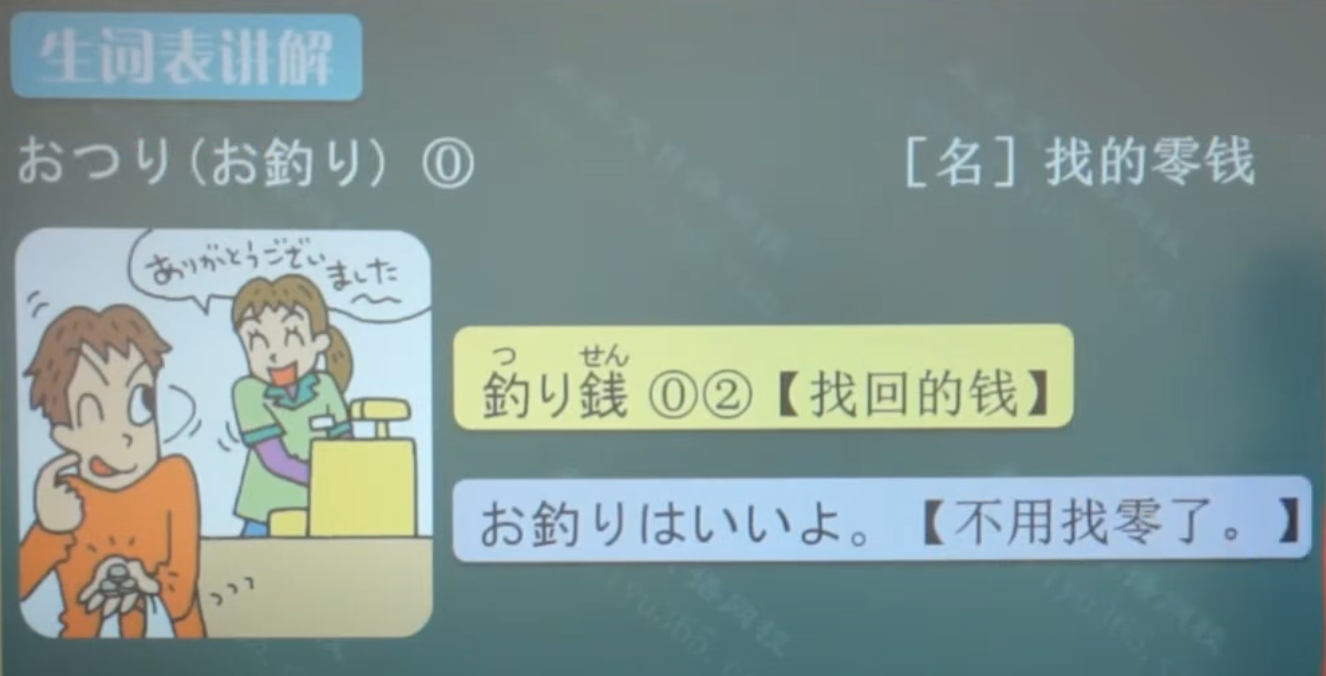 生词表讲解
おつり(お釣り) ⓪ [名] 找的零钱
ありがとうござい
ました
つ せん
釣り銭 ⓪②【找回的钱】
お釣りはいいよ。【不用找零了。】